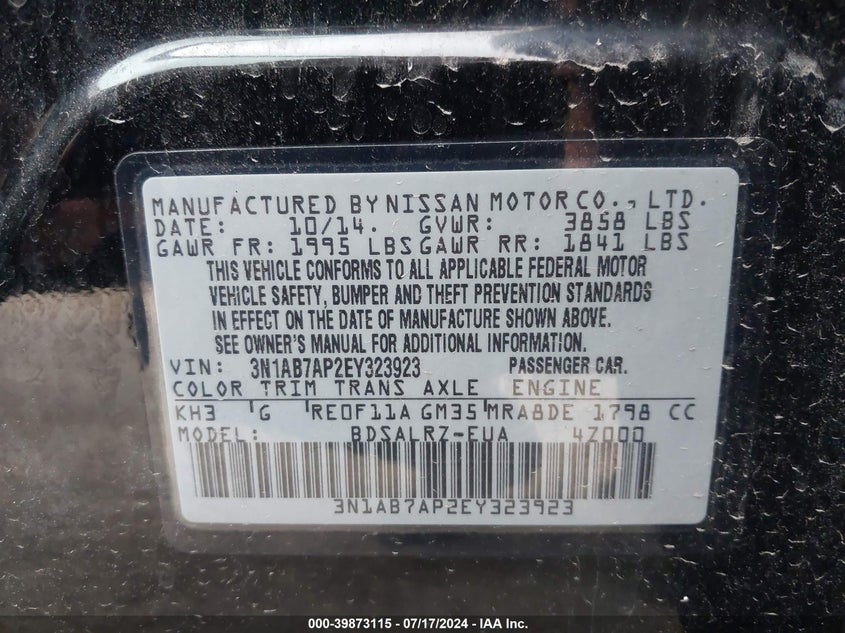 MANUFACTURED BY NISSAN MOTOR CO., LTD.
DATE: 10/14. GVWR: 3858 LBS
GAWR FR: 1995 LBS GAWR RR: 1841 LBS
THIS VEHICLE CONFORMS TO ALL APPLICABLE FEDERAL MOTOR
VEHICLE SAFETY, BUMPER AND THEFT PREVENTION STANDARDS
IN EFFECT ON THE DATE OF MANUFACTURE SHOWN ABOVE.
SEE OWNER'S MANUAL FOR ADDITIONAL INFORMATION.
VIN: 3N1AB7AP2EY323923 PASSENGER CAR.
COLOR TRIM TRANS AXLE ENGINE
KH3 G RE0F11A GM35 MRA8DE 1798 CC
MODEL: BDSALRZ-EUA 4Z000
3N1AB7AP2EY323923
000-39873115 - 07/17/2024 - IAA Inc.